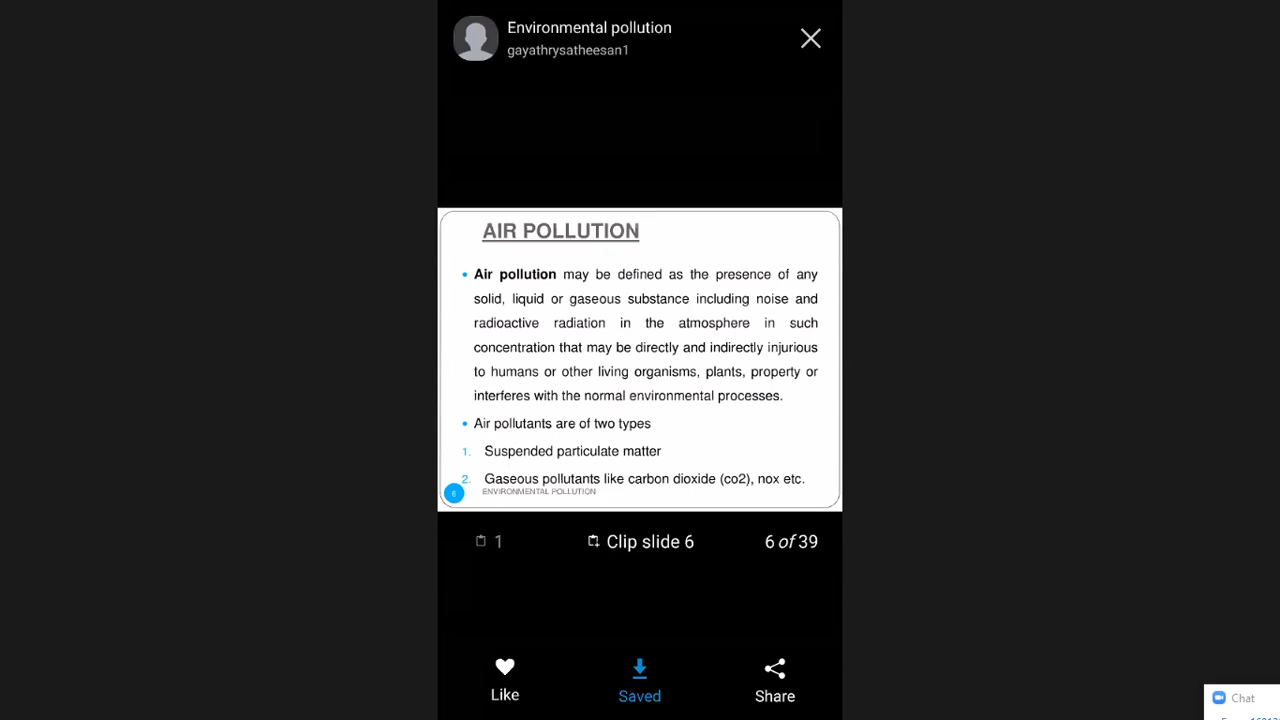 Environmental pollution
gayathrysatheesan1
AIR POLLUTION
• Air pollution may be defined as the presence of any
solid, liquid or gaseous substance including noise and
radioactive radiation in the atmosphere in such
concentration that may be directly and indirectly injurious
to humans or other living organisms, plants, property or
interferes with the normal environmental processes.
• Air pollutants are of two types
1. Suspended particulate matter
2. Gaseous pollutants like carbon dioxide (co2), nox etc.
6 ENVIRONMENTAL POLLUTION
1 Clip slide 6 6 of 39
Like Saved Share
Chat